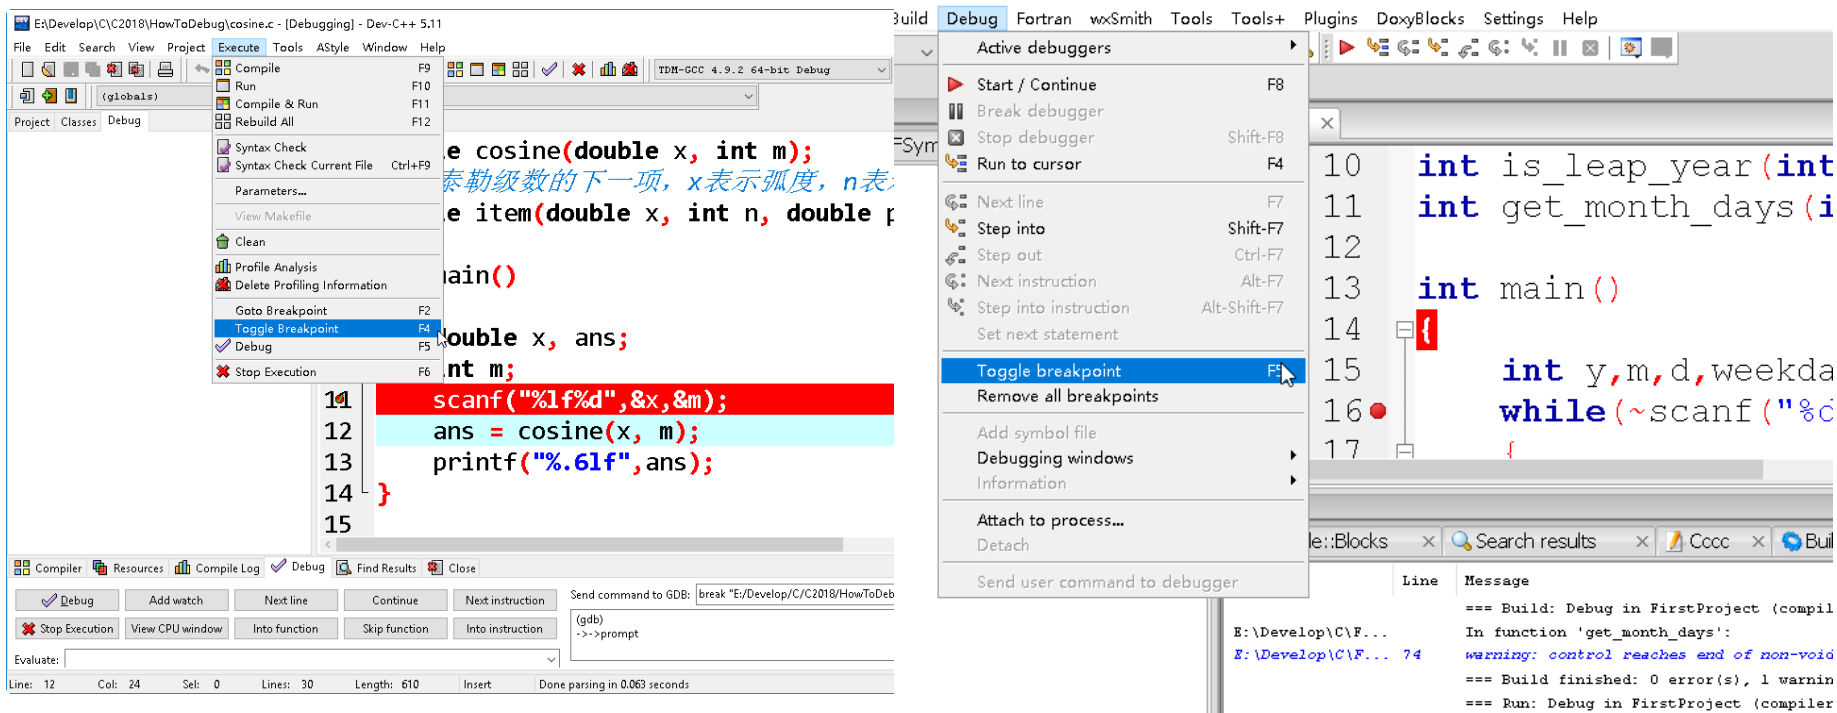 E:\Develop\C\C2018\HowToDebug\cosine.c - [Debugging] - Dev-C++ 5.11
File Edit Search View Project Execute Tools AStyle Window Help
TDM-GCC 4.9.2 64-bit Debug
(globals)
Project Classes Debug
Compile F9
Run F10
Compile & Run F11
Rebuild All F12
Syntax Check
Syntax Check Current File Ctrl+F9
Parameters...
View Makefile
Clean
Profile Analysis
Delete Profiling Information
Goto Breakpoint F2
Toggle Breakpoint F4
Debug F5
Stop Execution F6
e cosine(double x, int m);
泰勒级数的下一项，x表示弧度，n表
e item(double x, int n, double p
ain()
ouble x, ans;
nt m;
11 scanf("%lf%d",&x,&m);
12 ans = cosine(x, m);
13 printf("%.6lf",ans);
14 }
15
Compiler Resources Compile Log Debug Find Results Close
Debug Add watch Next line Continue Next instruction
Stop Execution View CPU window Into function Skip function Into instruction
Send command to GDB: break "E:/Develop/C/C2018/HowToDeb
(gdb)
->->prompt
Evaluate:
Line: 12 Col: 24 Sel: 0 Lines: 30 Length: 610 Insert Done parsing in 0.063 seconds
Build Debug Fortran wxSmith Tools Tools+ Plugins DoxyBlocks Settings Help
Active debuggers
Start / Continue F8
Break debugger
Stop debugger Shift-F8
Run to cursor F4
Next line F7
Step into Shift-F7
Step out Ctrl-F7
Next instruction Alt-F7
Step into instruction Alt-Shift-F7
Set next statement
Toggle breakpoint F5
Remove all breakpoints
Add symbol file
Debugging windows
Information
Attach to process...
Detach
Send user command to debugger
FSym
10 int is_leap_year(int
11 int get_month_days(i
12
13 int main()
14 {
15 int y,m,d,weekda
16 while(~scanf("%d
17 {
le::Blocks Search results Cccc Buil
Line Message
=== Build: Debug in FirstProject (compil
E:\Develop\C\F... In function 'get_month_days':
E:\Develop\C\F... 74 warning: control reaches end of non-void
=== Build finished: 0 error(s), 1 warnin
=== Run: Debug in FirstProject (compiler